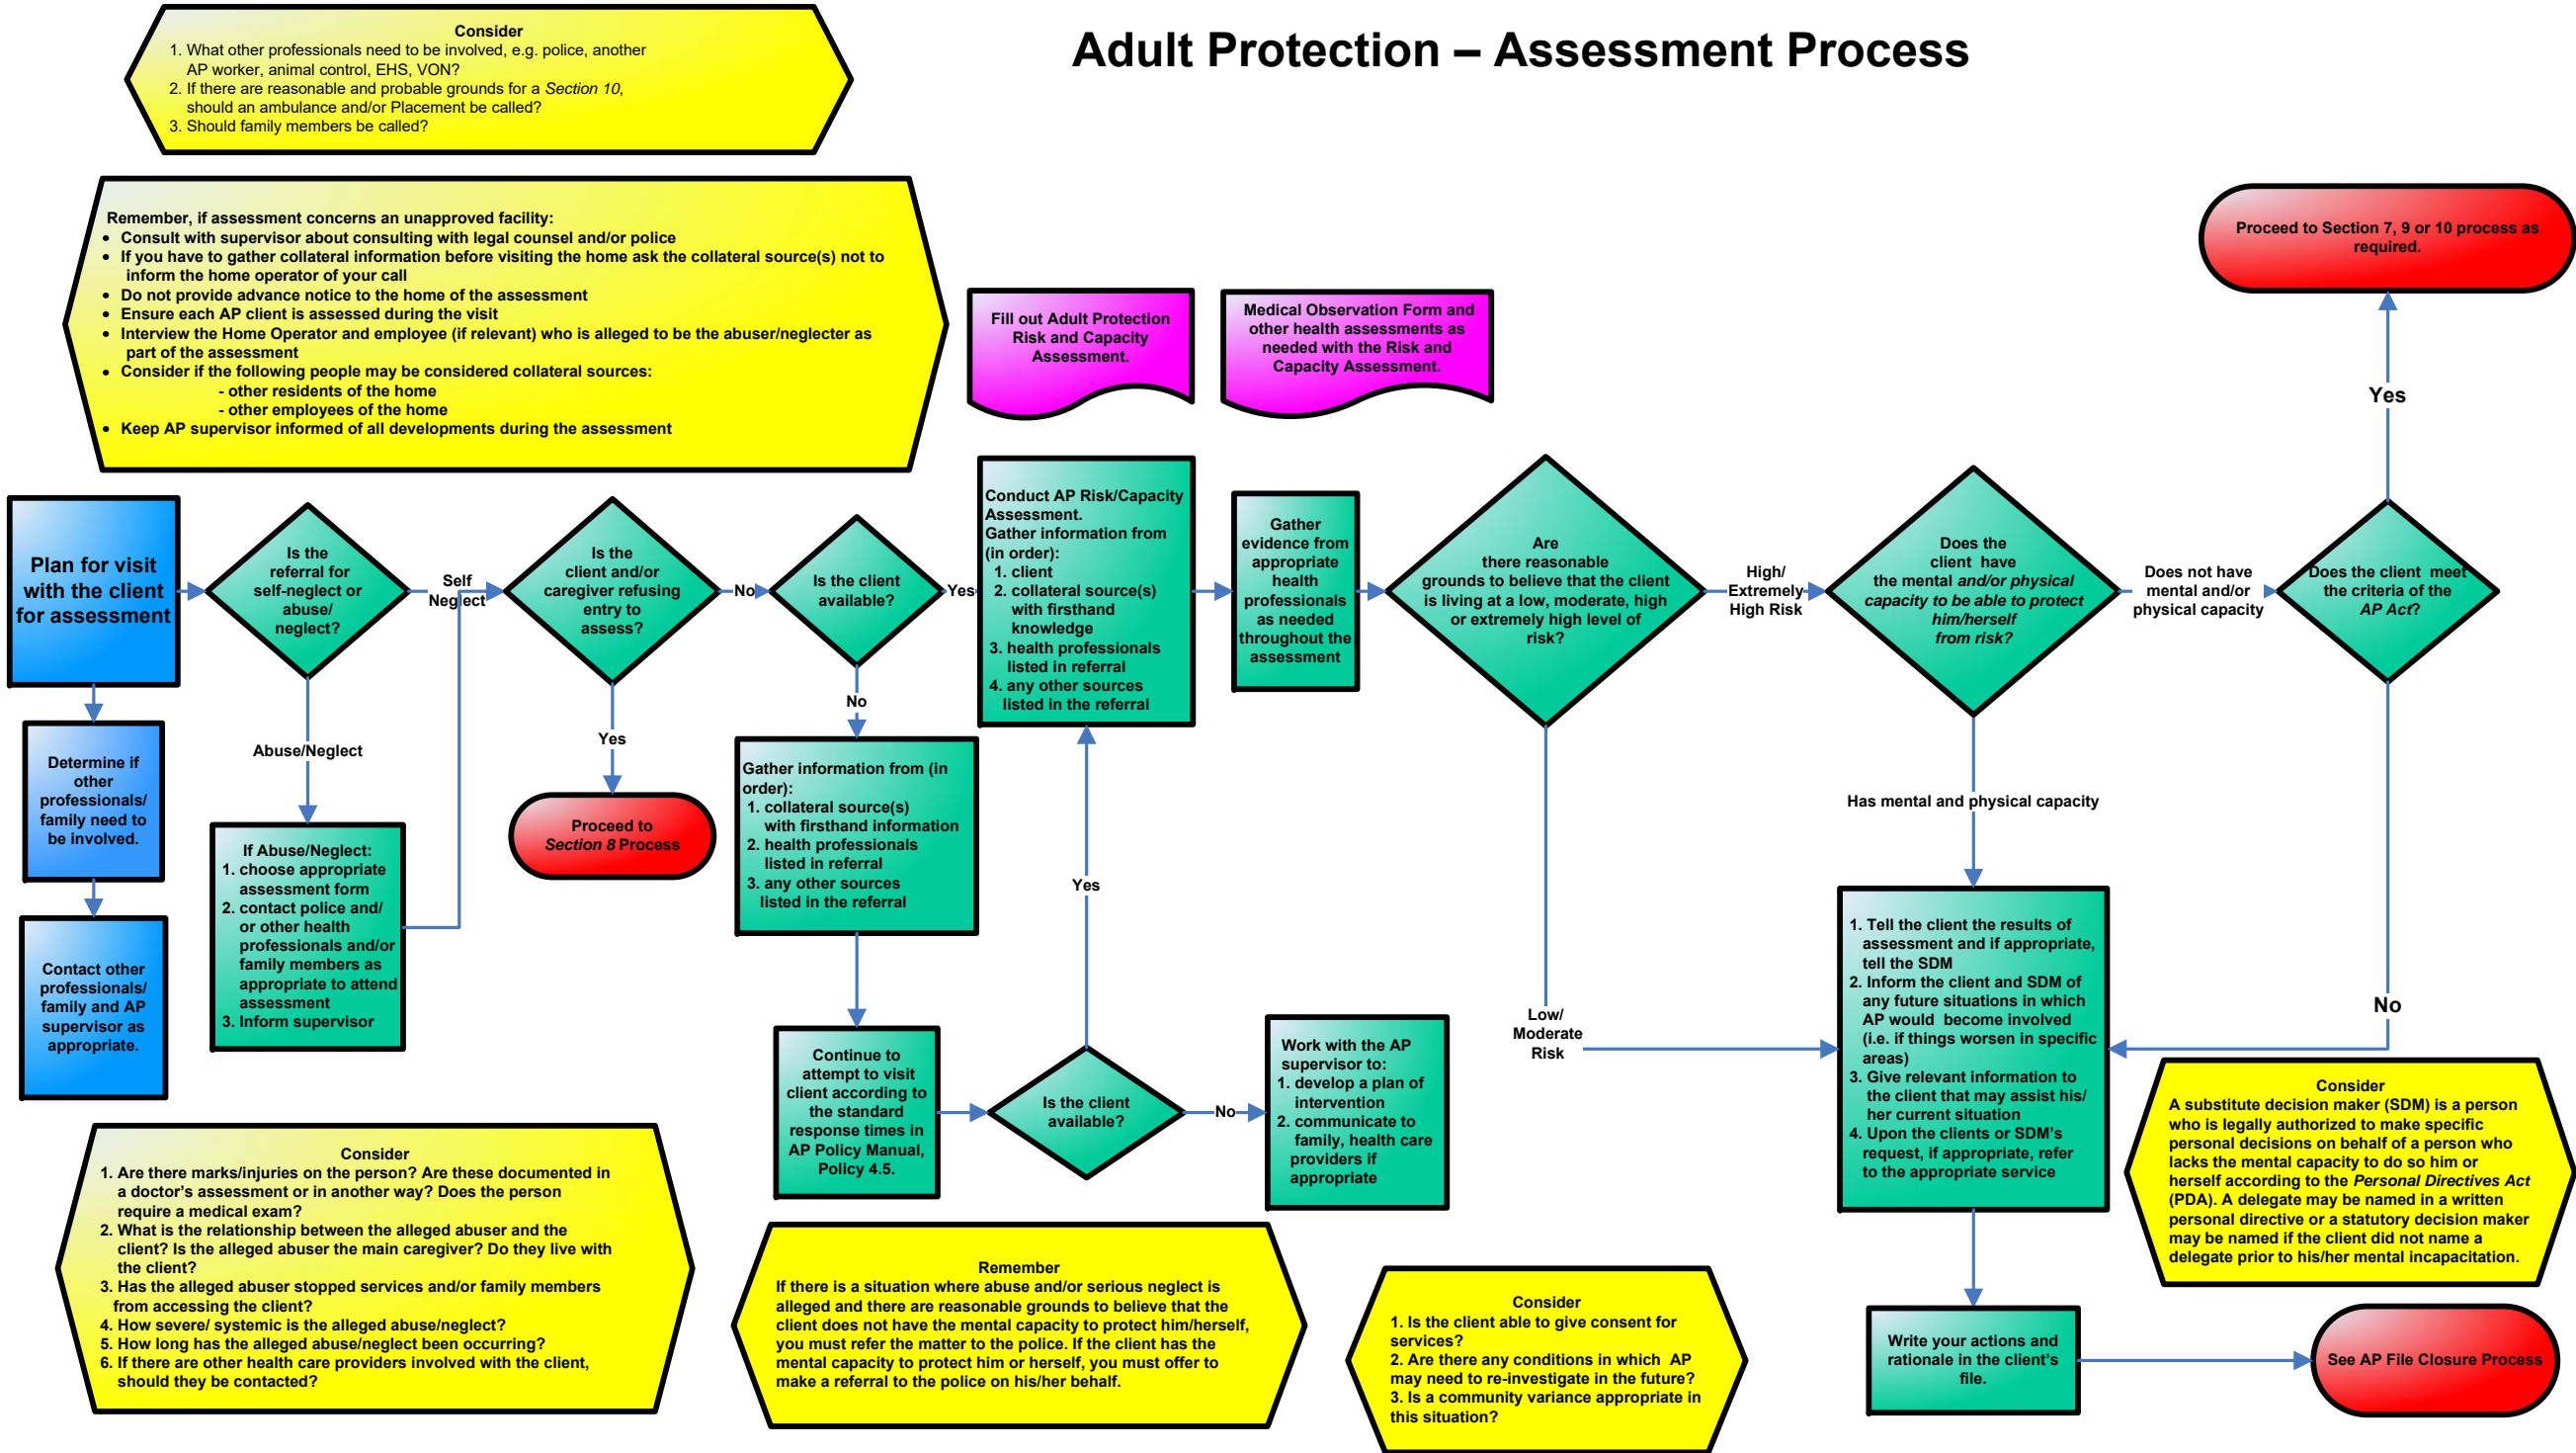 Adult Protection – Assessment Process
Consider
1. What other professionals need to be involved, e.g. police, another
AP worker, animal control, EHS, VON?
2. If there are reasonable and probable grounds for a Section 10,
should an ambulance and/or Placement be called?
3. Should family members be called?
Remember, if assessment concerns an unapproved facility:
• Consult with supervisor about consulting with legal counsel and/or police
• If you have to gather collateral information before visiting the home ask the collateral source(s) not to
inform the home operator of your call
• Do not provide advance notice to the home of the assessment
• Ensure each AP client is assessed during the visit
• Interview the Home Operator and employee (if relevant) who is alleged to be the abuser/neglecter as
part of the assessment
• Consider if the following people may be considered collateral sources:
- other residents of the home
- other employees of the home
• Keep AP supervisor informed of all developments during the assessment
Fill out Adult Protection
Risk and Capacity
Assessment.
Medical Observation Form and
other health assessments as
needed with the Risk and
Capacity Assessment.
Proceed to Section 7, 9 or 10 process as
required.
Yes
Plan for visit
with the client
for assessment
Is the
referral for
self-neglect or
abuse/
neglect?
Self
Neglect
Is the
client and/or
caregiver refusing
entry to
assess?
No
Is the client
available?
Yes
Conduct AP Risk/Capacity
Assessment.
Gather information from
(in order):
1. client
2. collateral source(s)
with firsthand
knowledge
3. health professionals
listed in referral
4. any other sources
listed in the referral
Gather
evidence from
appropriate
health
professionals
as needed
throughout the
assessment
Are
there reasonable
grounds to believe that the client
is living at a low, moderate, high
or extremely high level of
risk?
High/
Extremely
High Risk
Does the
client have
the mental and/or physical
capacity to be able to protect
him/herself
from risk?
Does not have
mental and/or
physical capacity
Does the client meet
the criteria of the
AP Act?
Determine if
other
professionals/
family need to
be involved.
Contact other
professionals/
family and AP
supervisor as
appropriate.
Abuse/Neglect
If Abuse/Neglect:
1. choose appropriate
assessment form
2. contact police and/
or other health
professionals and/or
family members as
appropriate to attend
assessment
3. Inform supervisor
Yes
Proceed to
Section 8 Process
No
Gather information from (in
order):
1. collateral source(s)
with firsthand information
2. health professionals
listed in referral
3. any other sources
listed in the referral
Continue to
attempt to visit
client according to
the standard
response times in
AP Policy Manual,
Policy 4.5.
Yes
Is the client
available?
No
Work with the AP
supervisor to:
1. develop a plan of
intervention
2. communicate to
family, health care
providers if
appropriate
Low/
Moderate
Risk
Has mental and physical capacity
1. Tell the client the results of
assessment and if appropriate,
tell the SDM
2. Inform the client and SDM of
any future situations in which
AP would become involved
(i.e. if things worsen in specific
areas)
3. Give relevant information to
the client that may assist his/
her current situation
4. Upon the clients or SDM's
request, if appropriate, refer
to the appropriate service
No
Consider
A substitute decision maker (SDM) is a person
who is legally authorized to make specific
personal decisions on behalf of a person who
lacks the mental capacity to do so him or
herself according to the Personal Directives Act
(PDA). A delegate may be named in a written
personal directive or a statutory decision maker
may be named if the client did not name a
delegate prior to his/her mental incapacitation.
Consider
1. Are there marks/injuries on the person? Are these documented in
a doctor's assessment or in another way? Does the person
require a medical exam?
2. What is the relationship between the alleged abuser and the
client? Is the alleged abuser the main caregiver? Do they live with
the client?
3. Has the alleged abuser stopped services and/or family members
from accessing the client?
4. How severe/ systemic is the alleged abuse/neglect?
5. How long has the alleged abuse/neglect been occurring?
6. If there are other health care providers involved with the client,
should they be contacted?
Remember
If there is a situation where abuse and/or serious neglect is
alleged and there are reasonable grounds to believe that the
client does not have the mental capacity to protect him/herself,
you must refer the matter to the police. If the client has the
mental capacity to protect him or herself, you must offer to
make a referral to the police on his/her behalf.
Consider
1. Is the client able to give consent for
services?
2. Are there any conditions in which AP
may need to re-investigate in the future?
3. Is a community variance appropriate in
this situation?
Write your actions and
rationale in the client's
file.
See AP File Closure Process